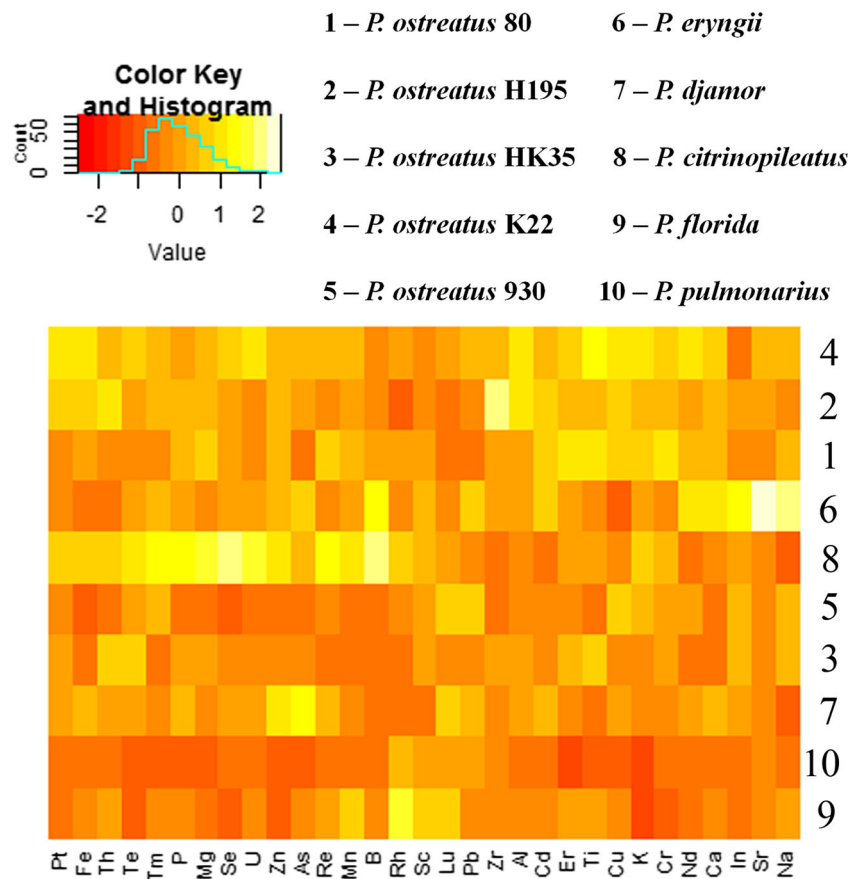 1 – P. ostreatus 80
2 – P. ostreatus H195
3 – P. ostreatus HK35
4 – P. ostreatus K22
5 – P. ostreatus 930
6 – P. eryngii
7 – P. djamor
8 – P. citrinopileatus
9 – P. florida
10 – P. pulmonarius
Color Key
and Histogram
Count
0 50
-2 0 1 2
Value
4
2
1
6
8
5
3
7
10
9
Pt Fe Th Te Tm P Mg Se U Zn As Re Mn B Rh Sc Lu Pb Zr Al Cd Er Ti Cu K Cr Nd Ca In Sr Na